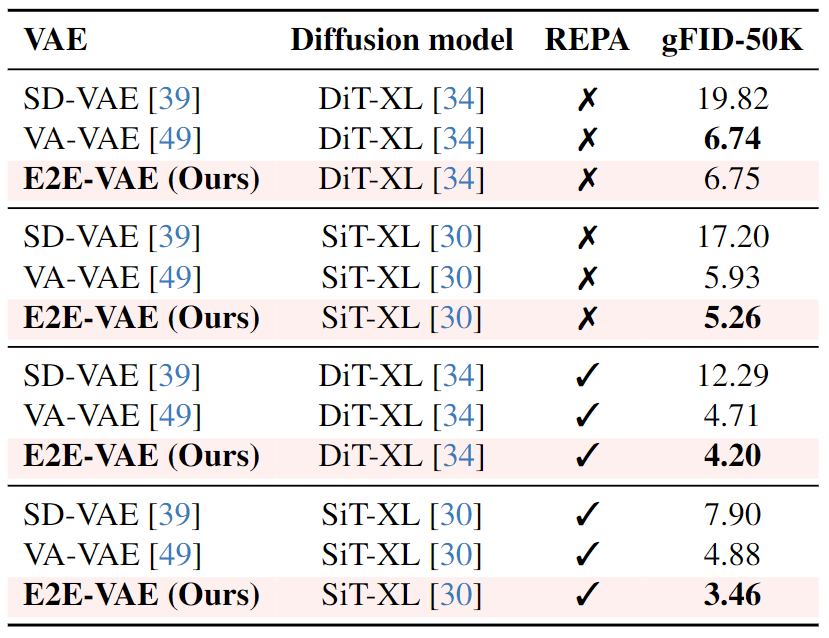 VAE Diffusion model REPA gFID-50K
SD-VAE [39] DiT-XL [34] ✗ 19.82
VA-VAE [49] DiT-XL [34] ✗ 6.74
E2E-VAE (Ours) DiT-XL [34] ✗ 6.75
SD-VAE [39] SiT-XL [30] ✗ 17.20
VA-VAE [49] SiT-XL [30] ✗ 5.93
E2E-VAE (Ours) SiT-XL [30] ✗ 5.26
SD-VAE [39] DiT-XL [34] ✓ 12.29
VA-VAE [49] DiT-XL [34] ✓ 4.71
E2E-VAE (Ours) DiT-XL [34] ✓ 4.20
SD-VAE [39] SiT-XL [30] ✓ 7.90
VA-VAE [49] SiT-XL [30] ✓ 4.88
E2E-VAE (Ours) SiT-XL [30] ✓ 3.46